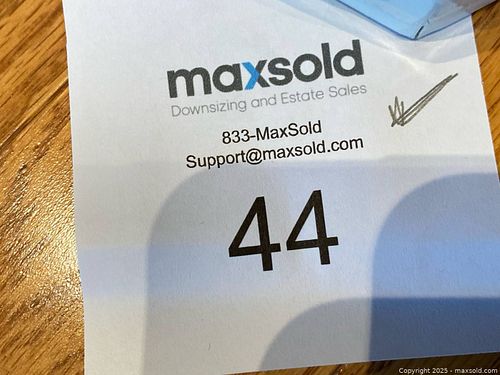 maxsold
Downsizing and Estate Sales
833-MaxSold
Support@maxsold.com
44
Copyright 2025 - maxsold.com